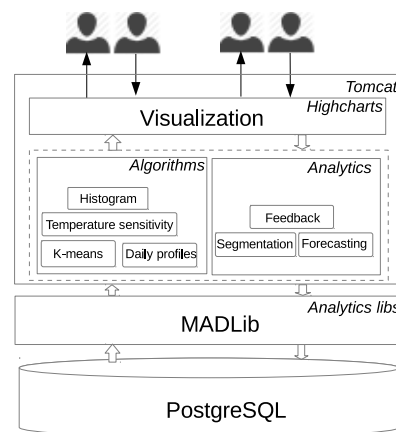 Tomcat
Highcharts
Visualization
Algorithms
Histogram
Temperature sensitivity
K-means
Daily profiles
Analytics
Feedback
Segmentation
Forecasting
Analytics libs
MADLib
PostgreSQL